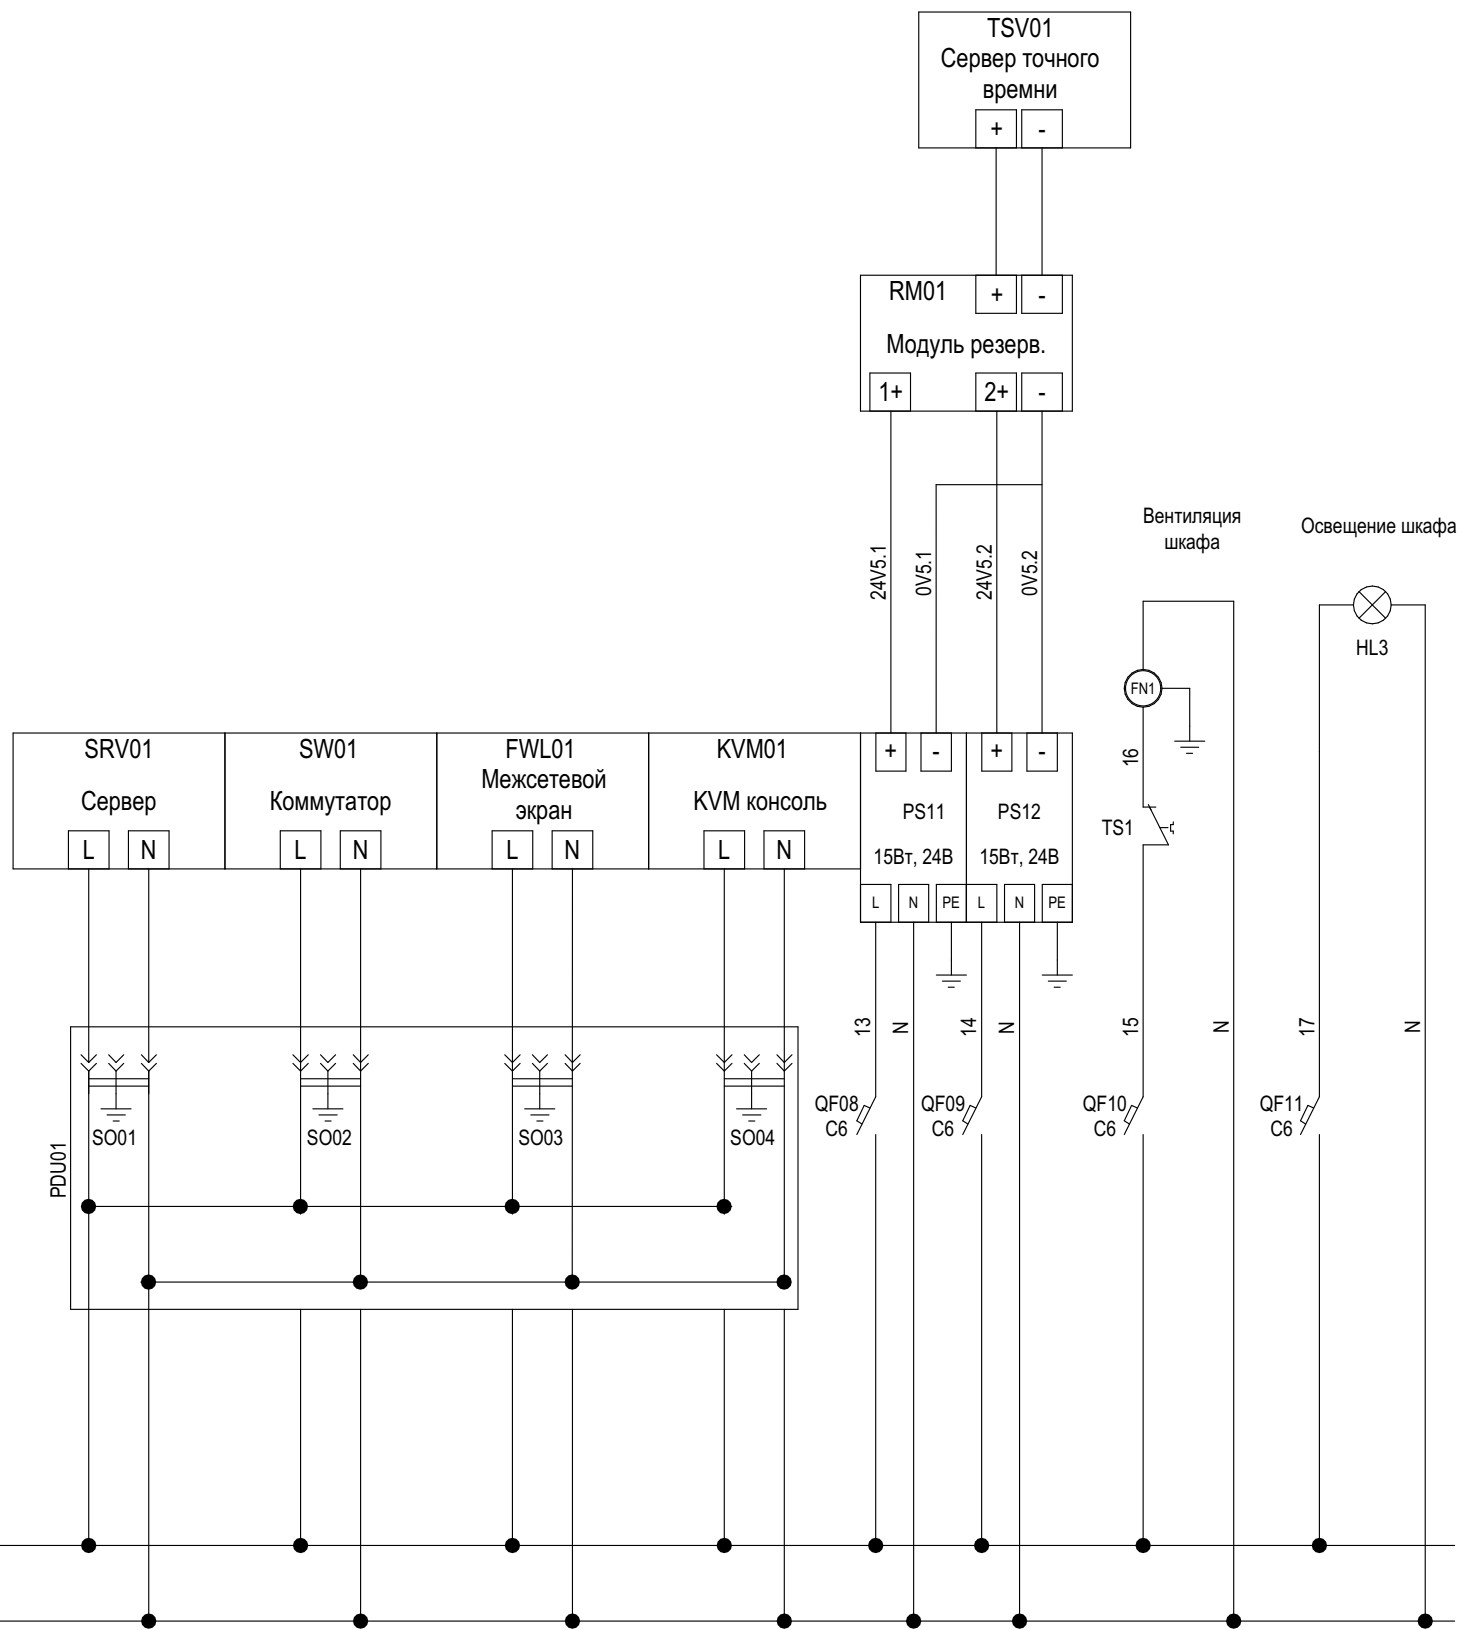 TSV01
Сервер точного
времни
+ -
RM01
+ -
Модуль резерв.
1+ 2+ -
Вентиляция
шкафа
Освещение шкафа
24V5.1
0V5.1
24V5.2
0V5.2
HL3
FN1
16
TS1
SRV01
Сервер
L N
SW01
Коммутатор
L N
FWL01
Межсетевой
экран
L N
KVM01
KVM консоль
L N
+ - + -
PS11
15Вт, 24В
L N PE
PS12
15Вт, 24В
L N PE
13
N
14
N
15
N
17
N
QF08
C6
QF09
C6
QF10
C6
QF11
C6
SO01
SO02
SO03
SO04
PDU01